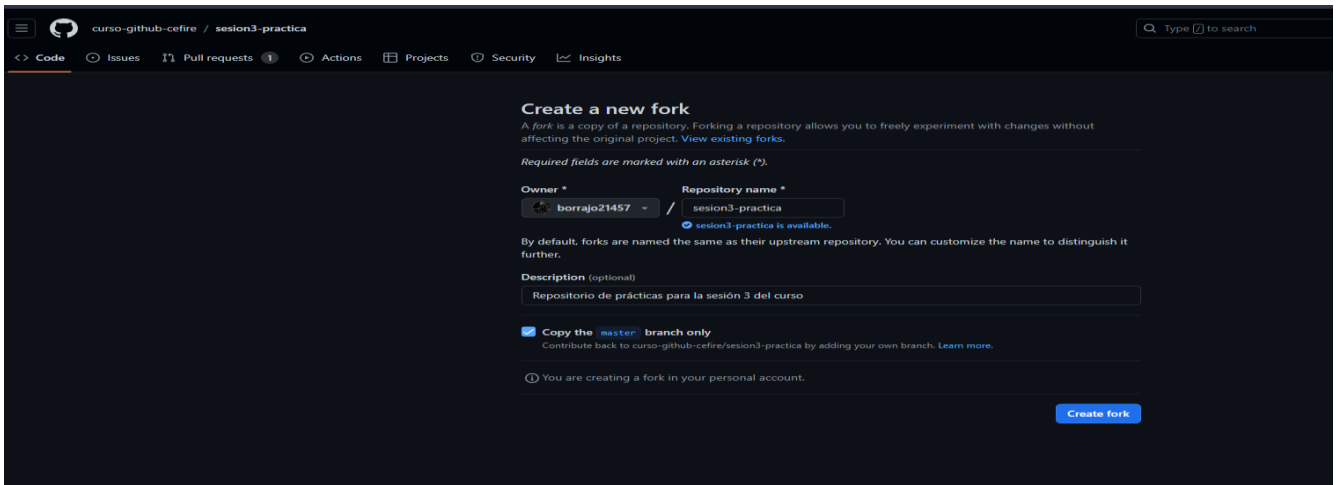 curso-github-cefire / sesion3-practica
Type / to search
<> Code Issues Pull requests 1 Actions Projects Security Insights
Create a new fork
A fork is a copy of a repository. Forking a repository allows you to freely experiment with changes without
affecting the original project. View existing forks.
Required fields are marked with an asterisk (*).
Owner * Repository name *
borrajo21457 / sesion3-practica
sesion3-practica is available.
By default, forks are named the same as their upstream repository. You can customize the name to distinguish it
further.
Description (optional)
Repositorio de prácticas para la sesión 3 del curso
Copy the master branch only
Contribute back to curso-github-cefire/sesion3-practica by adding your own branch. Learn more.
You are creating a fork in your personal account.
Create fork